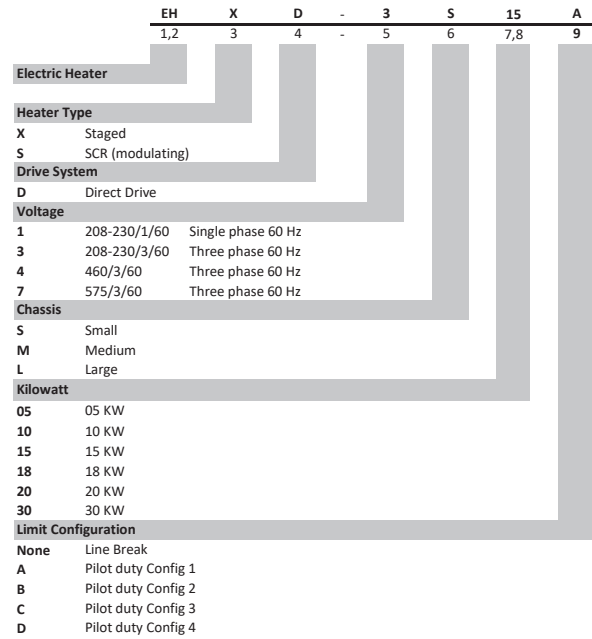 EH X D - 3 S 15 A
1,2 3 4 - 5 6 7,8 9
Electric Heater
Heater Type
X Staged
S SCR (modulating)
Drive System
D Direct Drive
Voltage
1 208-230/1/60 Single phase 60 Hz
3 208-230/3/60 Three phase 60 Hz
4 460/3/60 Three phase 60 Hz
7 575/3/60 Three phase 60 Hz
Chassis
S Small
M Medium
L Large
Kilowatt
05 05 KW
10 10 KW
15 15 KW
18 18 KW
20 20 KW
30 30 KW
Limit Configuration
None Line Break
A Pilot duty Config 1
B Pilot duty Config 2
C Pilot duty Config 3
D Pilot duty Config 4